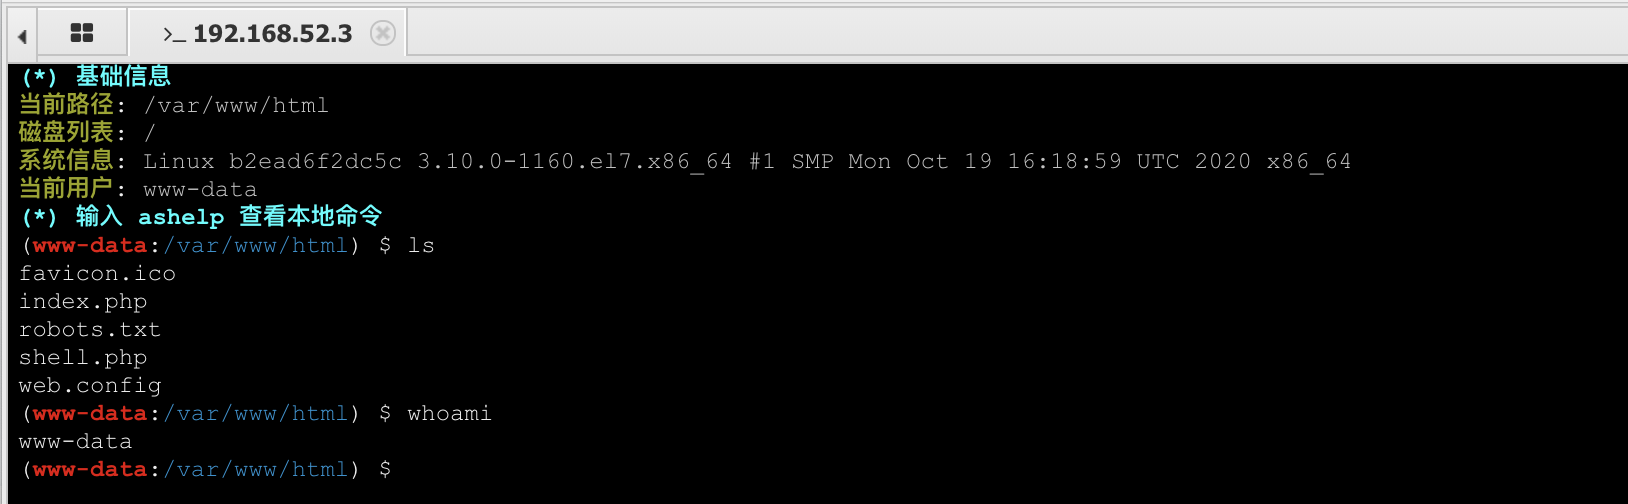 >_ 192.168.52.3
(*) 基础信息
当前路径: /var/www/html
磁盘列表: /
系统信息: Linux b2ead6f2dc5c 3.10.0-1160.el7.x86_64 #1 SMP Mon Oct 19 16:18:59 UTC 2020 x86_64
当前用户: www-data
(*) 输入 ashelp 查看本地命令
(www-data:/var/www/html) $ ls
favicon.ico
index.php
robots.txt
shell.php
web.config
(www-data:/var/www/html) $ whoami
www-data
(www-data:/var/www/html) $